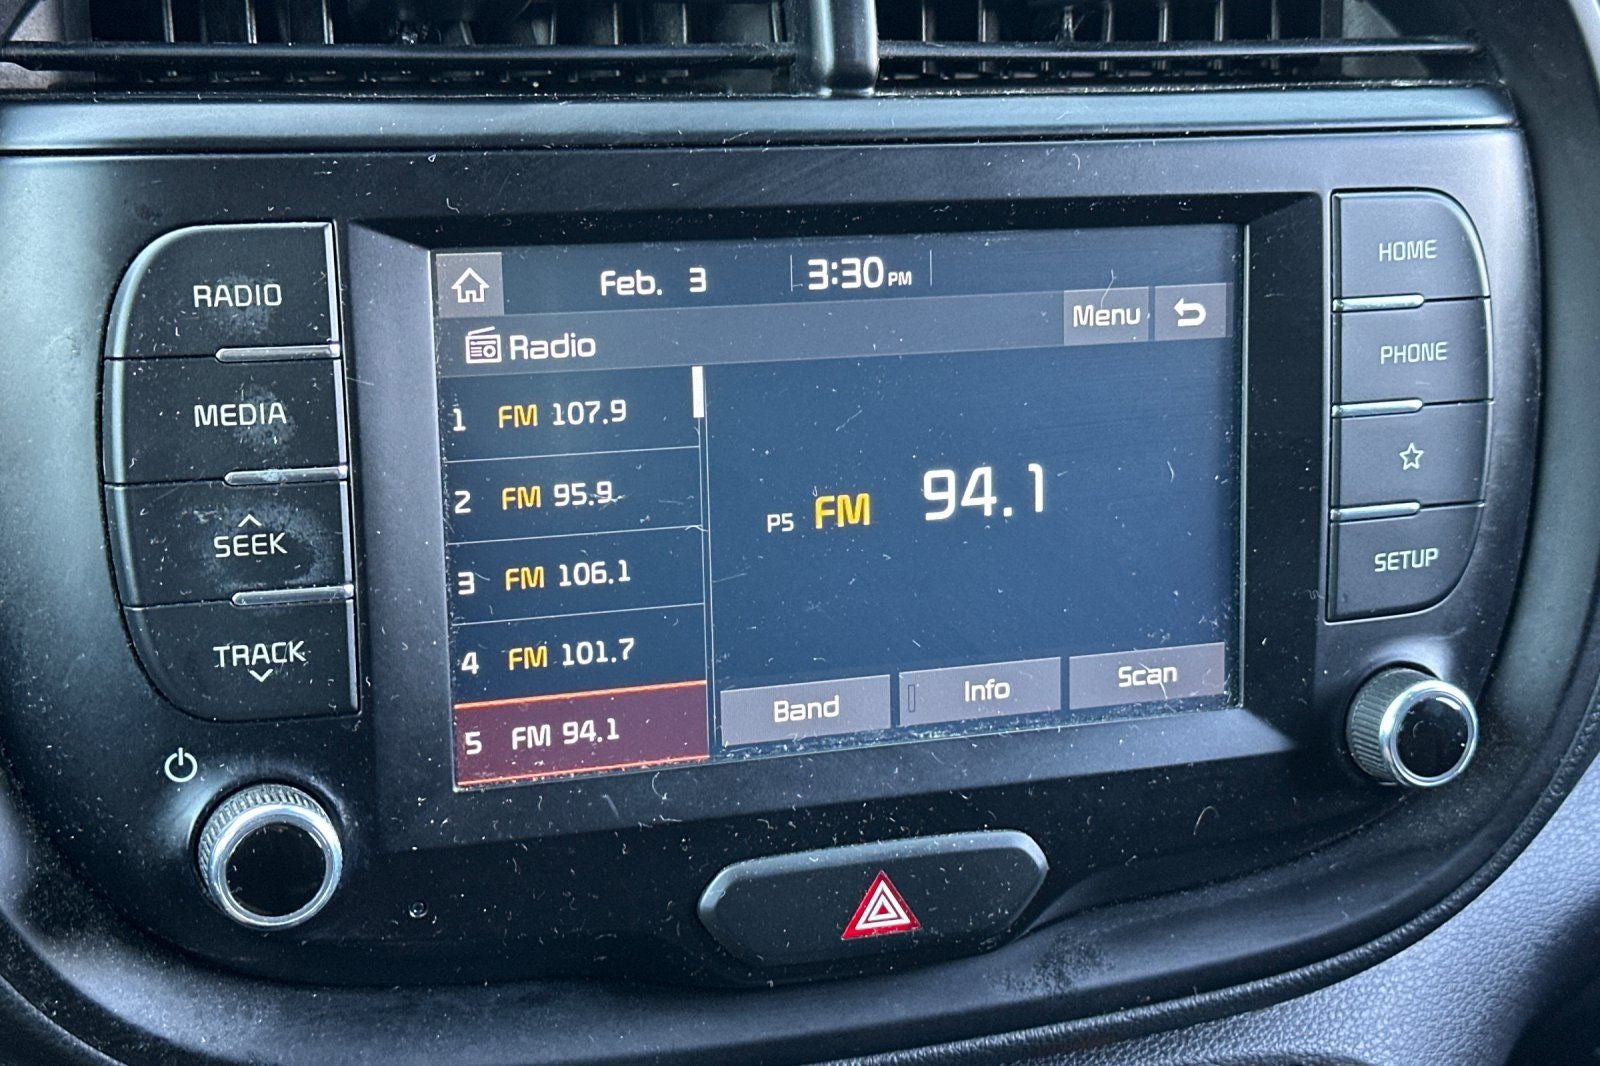 Feb. 3 3:30 PM
Radio Menu
1 FM 107.9
2 FM 95.9
3 FM 106.1
4 FM 101.7
5 FM 94.1
P5 FM 94.1
Band Info Scan
RADIO
MEDIA
SEEK
TRACK
HOME
PHONE
SETUP